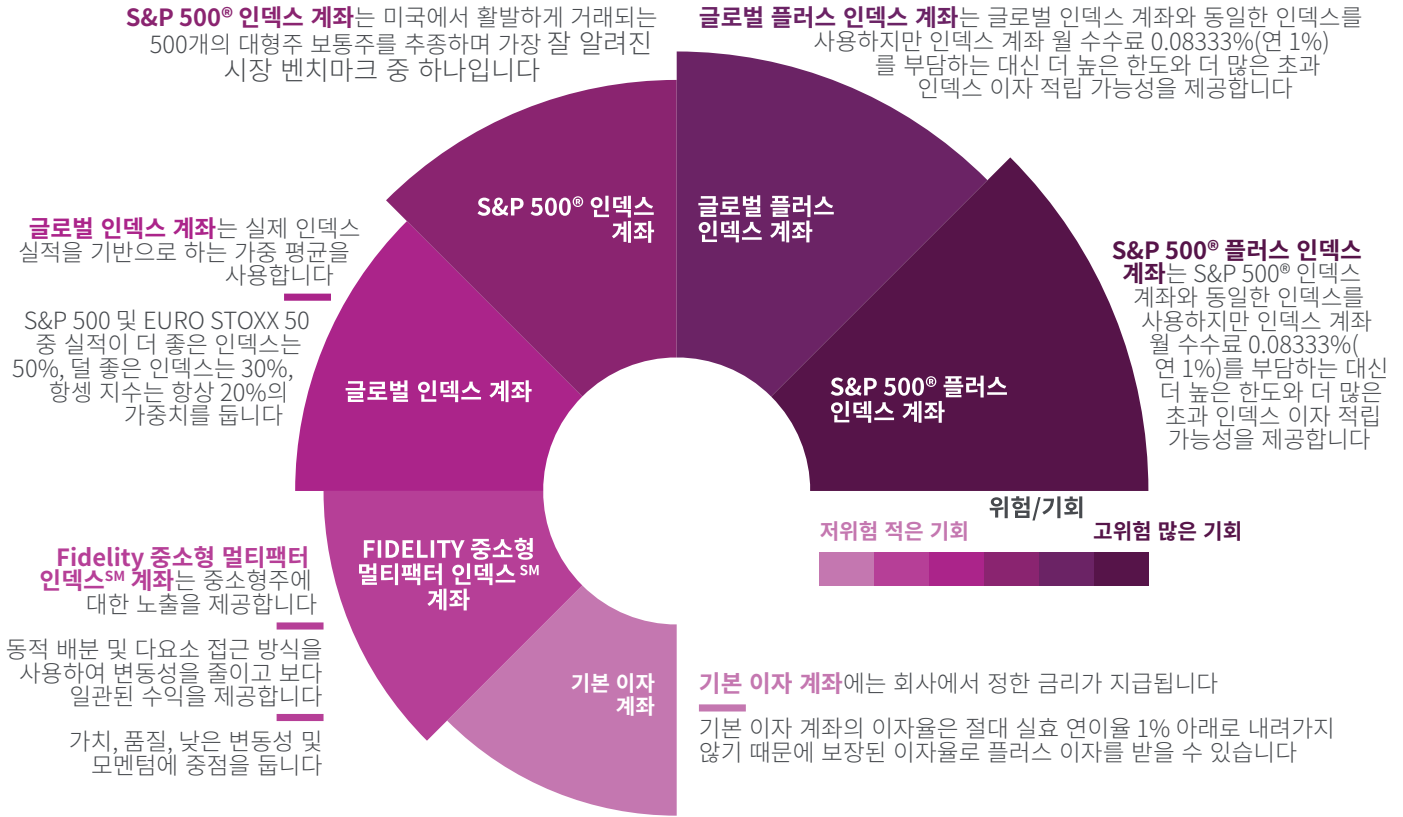 S&P 500® 인덱스 계좌는 미국에서 활발하게 거래되는
500개의 대형주 보통주를 추종하며 가장 잘 알려진
시장 벤치마크 중 하나입니다
글로벌 플러스 인덱스 계좌는 글로벌 인덱스 계좌와 동일한 인덱스를
사용하지만 인덱스 계좌 월 수수료 0.08333%(연 1%)
를 부담하는 대신 더 높은 한도와 더 많은 초과
인덱스 이자 적립 가능성을 제공합니다
S&P 500® 인덱스
계좌
글로벌 플러스
인덱스 계좌
글로벌 인덱스 계좌는 실제 인덱스
실적을 기반으로 하는 가중 평균을
사용합니다
S&P 500 및 EURO STOXX 50
중 실적이 더 좋은 인덱스는
50%, 덜 좋은 인덱스는 30%,
항셍 지수는 항상 20%의
가중치를 둡니다
글로벌 인덱스 계좌
S&P 500® 플러스
인덱스 계좌
S&P 500® 플러스 인덱스
계좌는 S&P 500® 인덱스
계좌와 동일한 인덱스를
사용하지만 인덱스 계좌
월 수수료 0.08333%(
연 1%)를 부담하는 대신
더 높은 한도와 더 많은
초과 인덱스 이자 적립
가능성을 제공합니다
위험/기회
저위험 적은 기회
고위험 많은 기회
Fidelity 중소형 멀티팩터
인덱스SM 계좌는 중소형주에
대한 노출을 제공합니다
동적 배분 및 다요소 접근 방식을
사용하여 변동성을 줄이고 보다
일관된 수익을 제공합니다
가치, 품질, 낮은 변동성 및
모멘텀에 중점을 둡니다
FIDELITY 중소형
멀티팩터 인덱스 SM
계좌
기본 이자
계좌
기본 이자 계좌에는 회사에서 정한 금리가 지급됩니다
기본 이자 계좌의 이자율은 절대 실효 연이율 1% 아래로 내려가지
않기 때문에 보장된 이자율로 플러스 이자를 받을 수 있습니다